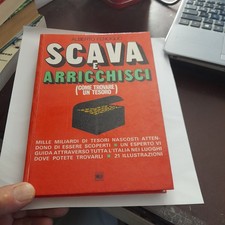 SCAVA
E
ARRICCHISCI
(COME TROVARE
UN TESORO)
MILLE MILIARDI DI TESORI NASCOSTI ATTEN-
DONO DI ESSERE SCOPERTI • UN ESPERTO VI
GUIDA ATTRAVERSO TUTTA L'ITALIA NEI LUOGHI
DOVE POTETE TROVARLI • 21 ILLUSTRAZIONI